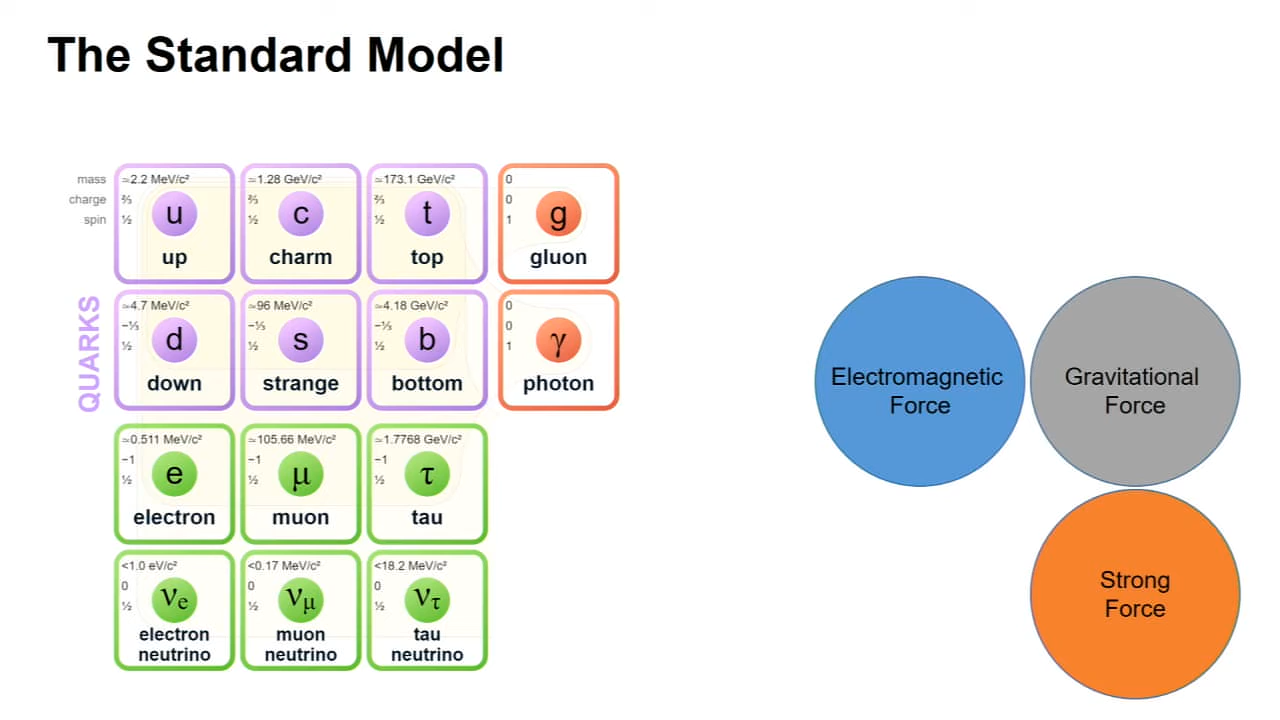 The Standard Model
mass
charge
spin
≃2.2 MeV/c²
⅔
½
u
up
≃1.28 GeV/c²
⅔
½
c
charm
≃173.1 GeV/c²
⅔
½
t
top
0
0
1
g
gluon
QUARKS
≃4.7 MeV/c²
−⅓
½
d
down
≃96 MeV/c²
−⅓
½
s
strange
≃4.18 GeV/c²
−⅓
½
b
bottom
0
0
1
γ
photon
≃0.511 MeV/c²
−1
½
e
electron
≃105.66 MeV/c²
−1
½
μ
muon
≃1.7768 GeV/c²
−1
½
τ
tau
<1.0 eV/c²
0
½
νe
electron
neutrino
<0.17 MeV/c²
0
½
νμ
muon
neutrino
<18.2 MeV/c²
0
½
ντ
tau
neutrino
Electromagnetic
Force
Gravitational
Force
Strong
Force